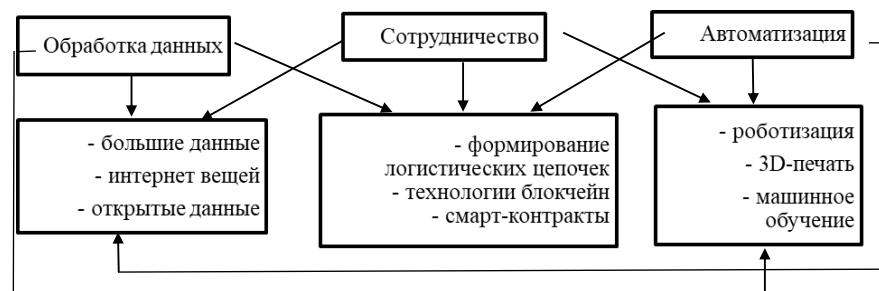 Обработка данных
Сотрудничество
Автоматизация
- большие данные
- интернет вещей
- открытые данные
- формирование
логистических цепочек
- технологии блокчейн
- смарт-контракты
- роботизация
- 3D-печать
- машинное
обучение